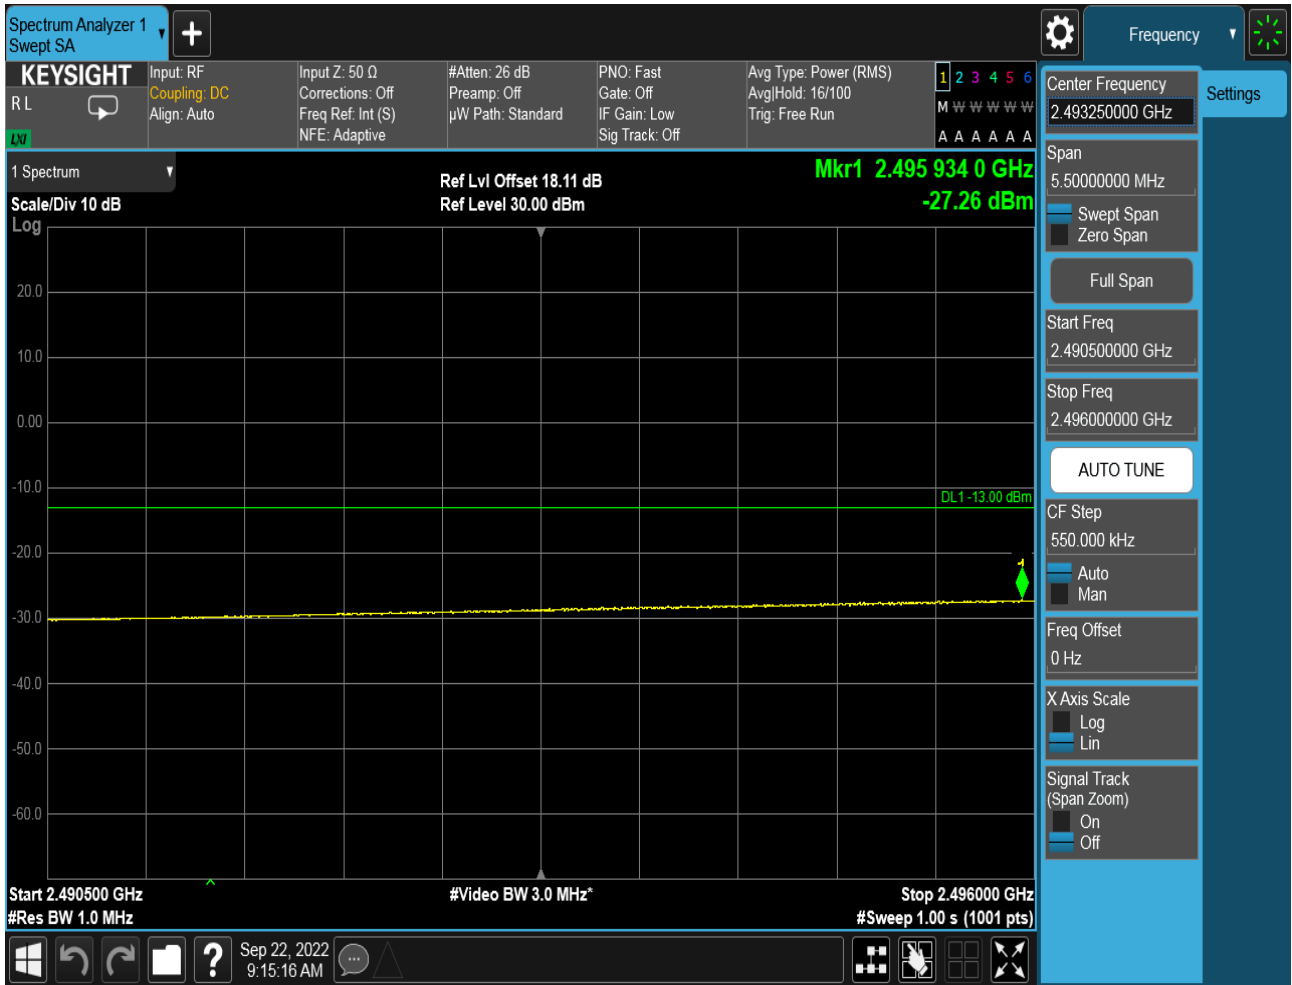 Spectrum Analyzer 1
Swept SA
Frequency
KEYSIGHT
R L
LXI
Input: RF
Coupling: DC
Align: Auto
Input Z: 50 Ω
Corrections: Off
Freq Ref: Int (S)
NFE: Adaptive
#Atten: 26 dB
Preamp: Off
µW Path: Standard
PNO: Fast
Gate: Off
IF Gain: Low
Sig Track: Off
Avg Type: Power (RMS)
Avg|Hold: 16/100
Trig: Free Run
1 2 3 4 5 6
M W W W W W
A A A A A A
1 Spectrum
Scale/Div 10 dB
Log
Ref Lvl Offset 18.11 dB
Ref Level 30.00 dBm
Mkr1 2.495 934 0 GHz
-27.26 dBm
20.0
10.0
0.00
-10.0
-20.0
-30.0
-40.0
-50.0
-60.0
DL1 -13.00 dBm
1
Start 2.490500 GHz
#Res BW 1.0 MHz
#Video BW 3.0 MHz*
Stop 2.496000 GHz
#Sweep 1.00 s (1001 pts)
?
Sep 22, 2022
9:15:16 AM
Center Frequency
2.493250000 GHz
Settings
Span
5.50000000 MHz
Swept Span
Zero Span
Full Span
Start Freq
2.490500000 GHz
Stop Freq
2.496000000 GHz
AUTO TUNE
CF Step
550.000 kHz
Auto
Man
Freq Offset
0 Hz
X Axis Scale
Log
Lin
Signal Track
(Span Zoom)
On
Off